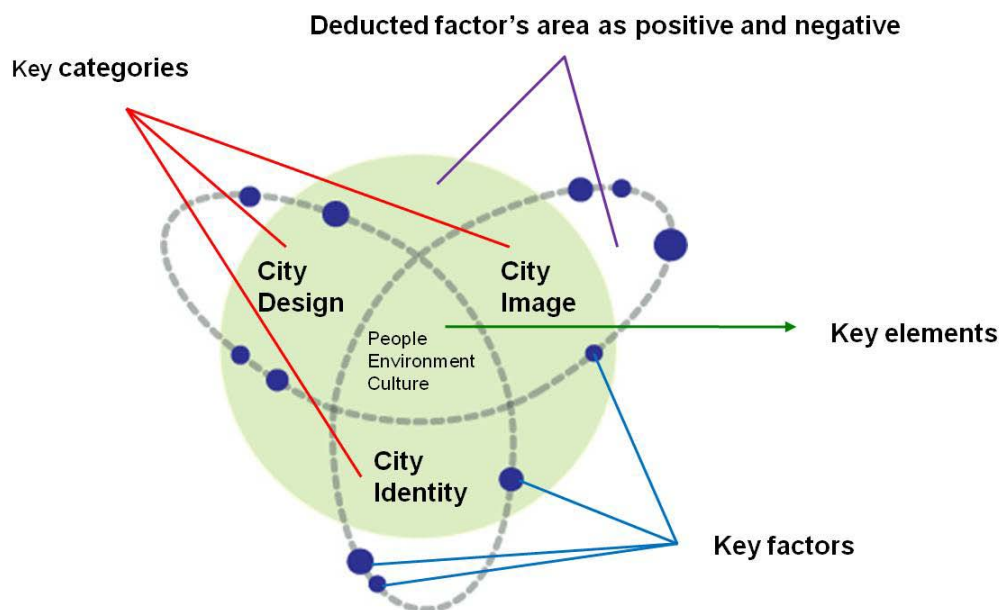 Deducted factor's area as positive and negative
Key categories
City
Design
City
Image
People
Environment
Culture
Key elements
City
Identity
Key factors